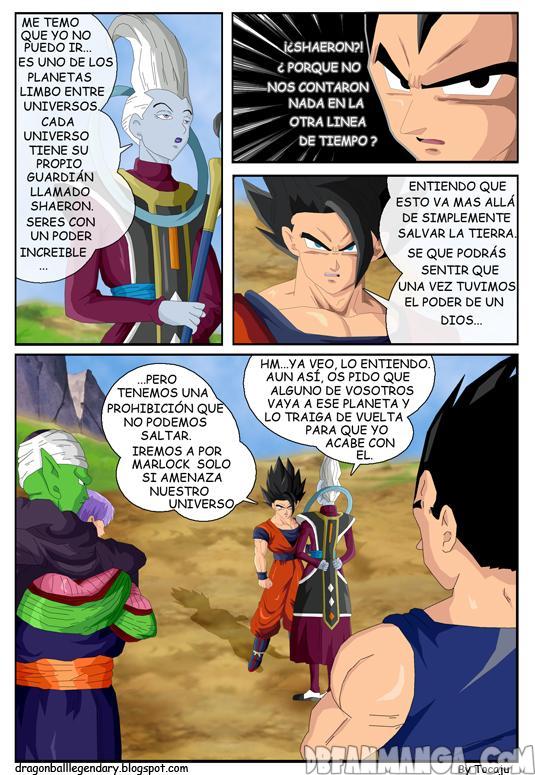 ME TEMO
QUE YO NO
PUEDO IR...
ES UNO DE LOS
PLANETAS
LIMBO ENTRE
UNIVERSOS.
CADA
UNIVERSO
TIENE SU
PROPIO
GUARDIÁN
LLAMADO
SHAERON.
SERES CON
UN PODER
INCREIBLE
...
¡¿SHAERON?!
¿ PORQUE NO
NOS CONTARON
NADA EN LA
OTRA LINEA
DE TIEMPO ?
ENTIENDO QUE
ESTO VA MAS ALLÁ
DE SIMPLEMENTE
SALVAR LA TIERRA.
SE QUE PODRÁS
SENTIR QUE
UNA VEZ TUVIMOS
EL PODER DE UN
DIOS...
...PERO
TENEMOS UNA
PROHIBICIÓN QUE
NO PODEMOS
SALTAR.
IREMOS A POR
MARLOCK SOLO
SI AMENAZA
NUESTRO
UNIVERSO
HM...YA VEO, LO ENTIENDO.
AUN ASÍ, OS PIDO QUE
ALGUNO DE VOSOTROS
VAYA A ESE PLANETA Y
LO TRAIGA DE VUELTA
PARA QUE YO
ACABE CON
EL.
dragonballlegendary.blogspot.com
By Tocaju
DBFANMANGA.COM